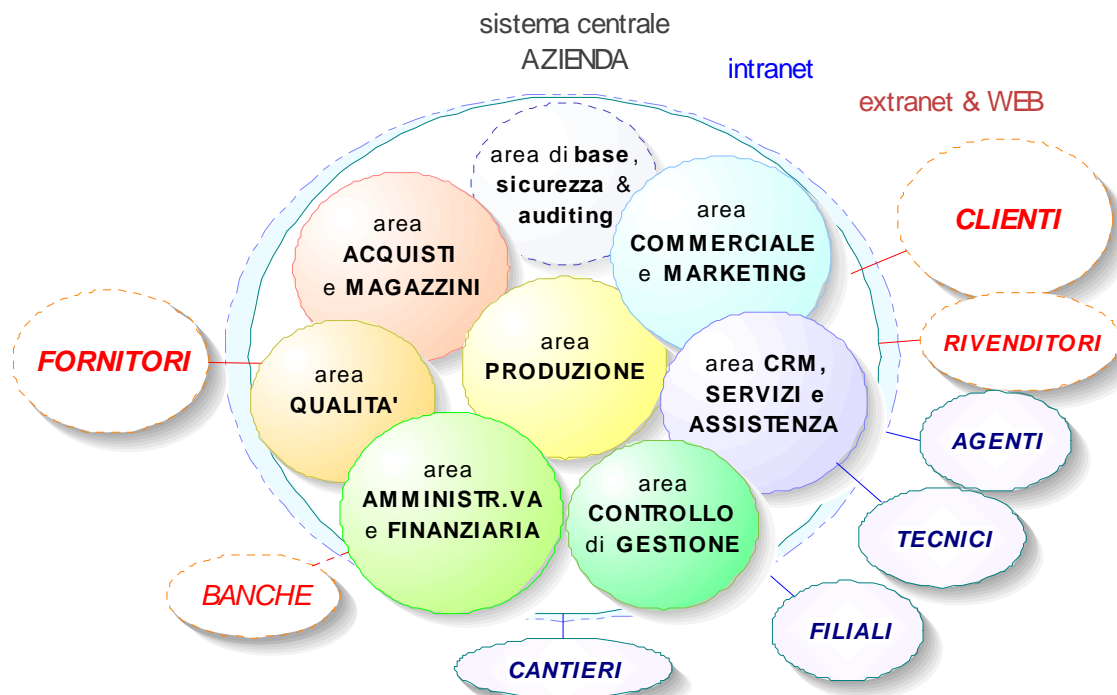 sistema centrale
AZIENDA
intranet
extranet & WEB
area di base,
sicurezza &
auditing
area
ACQUISTI
e MAGAZZINI
area
COMMERCIALE
e MARKETING
CLIENTI
FORNITORI
area
QUALITA'
area
PRODUZIONE
area CRM,
SERVIZI e
ASSISTENZA
RIVENDITORI
AGENTI
area
AMMINISTR.VA
e FINANZIARIA
area
CONTROLLO
di GESTIONE
TECNICI
BANCHE
FILIALI
CANTIERI